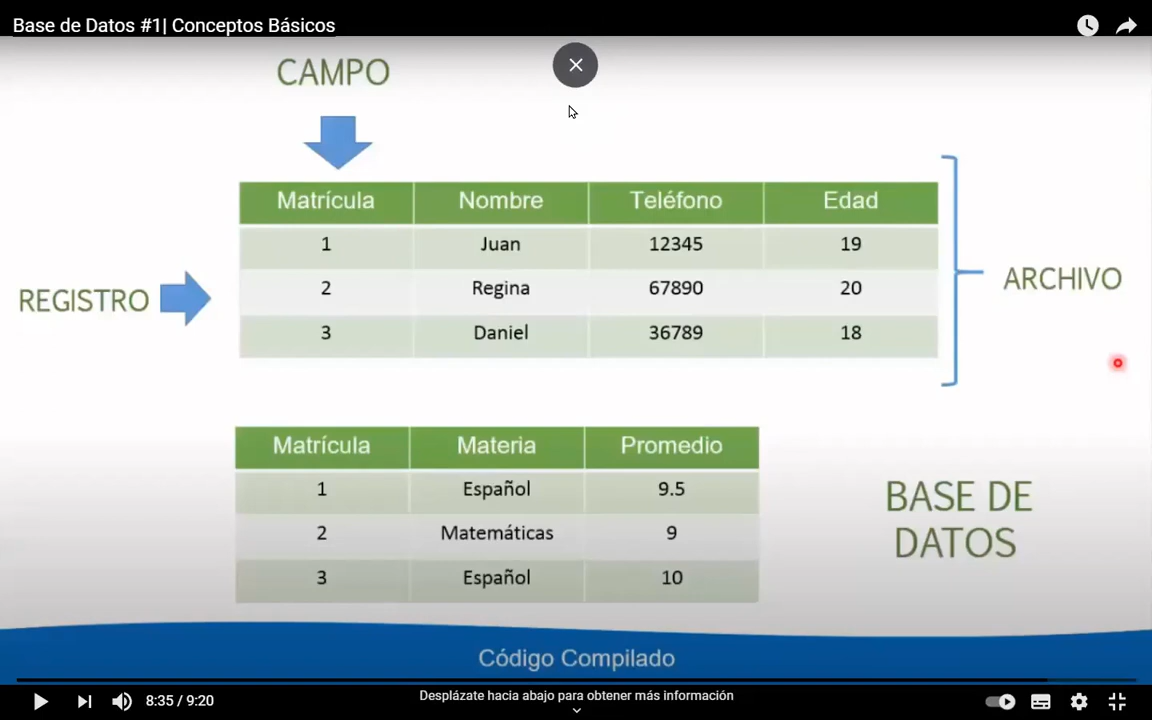 Base de Datos #1| Conceptos Básicos
CAMPO
Matrícula Nombre Teléfono Edad
1 Juan 12345 19
REGISTRO
2 Regina 67890 20
ARCHIVO
3 Daniel 36789 18
Matrícula Materia Promedio
1 Español 9.5
2 Matemáticas 9
3 Español 10
BASE DE
DATOS
Código Compilado
8:35 / 9:20
Desplázate hacia abajo para obtener más información